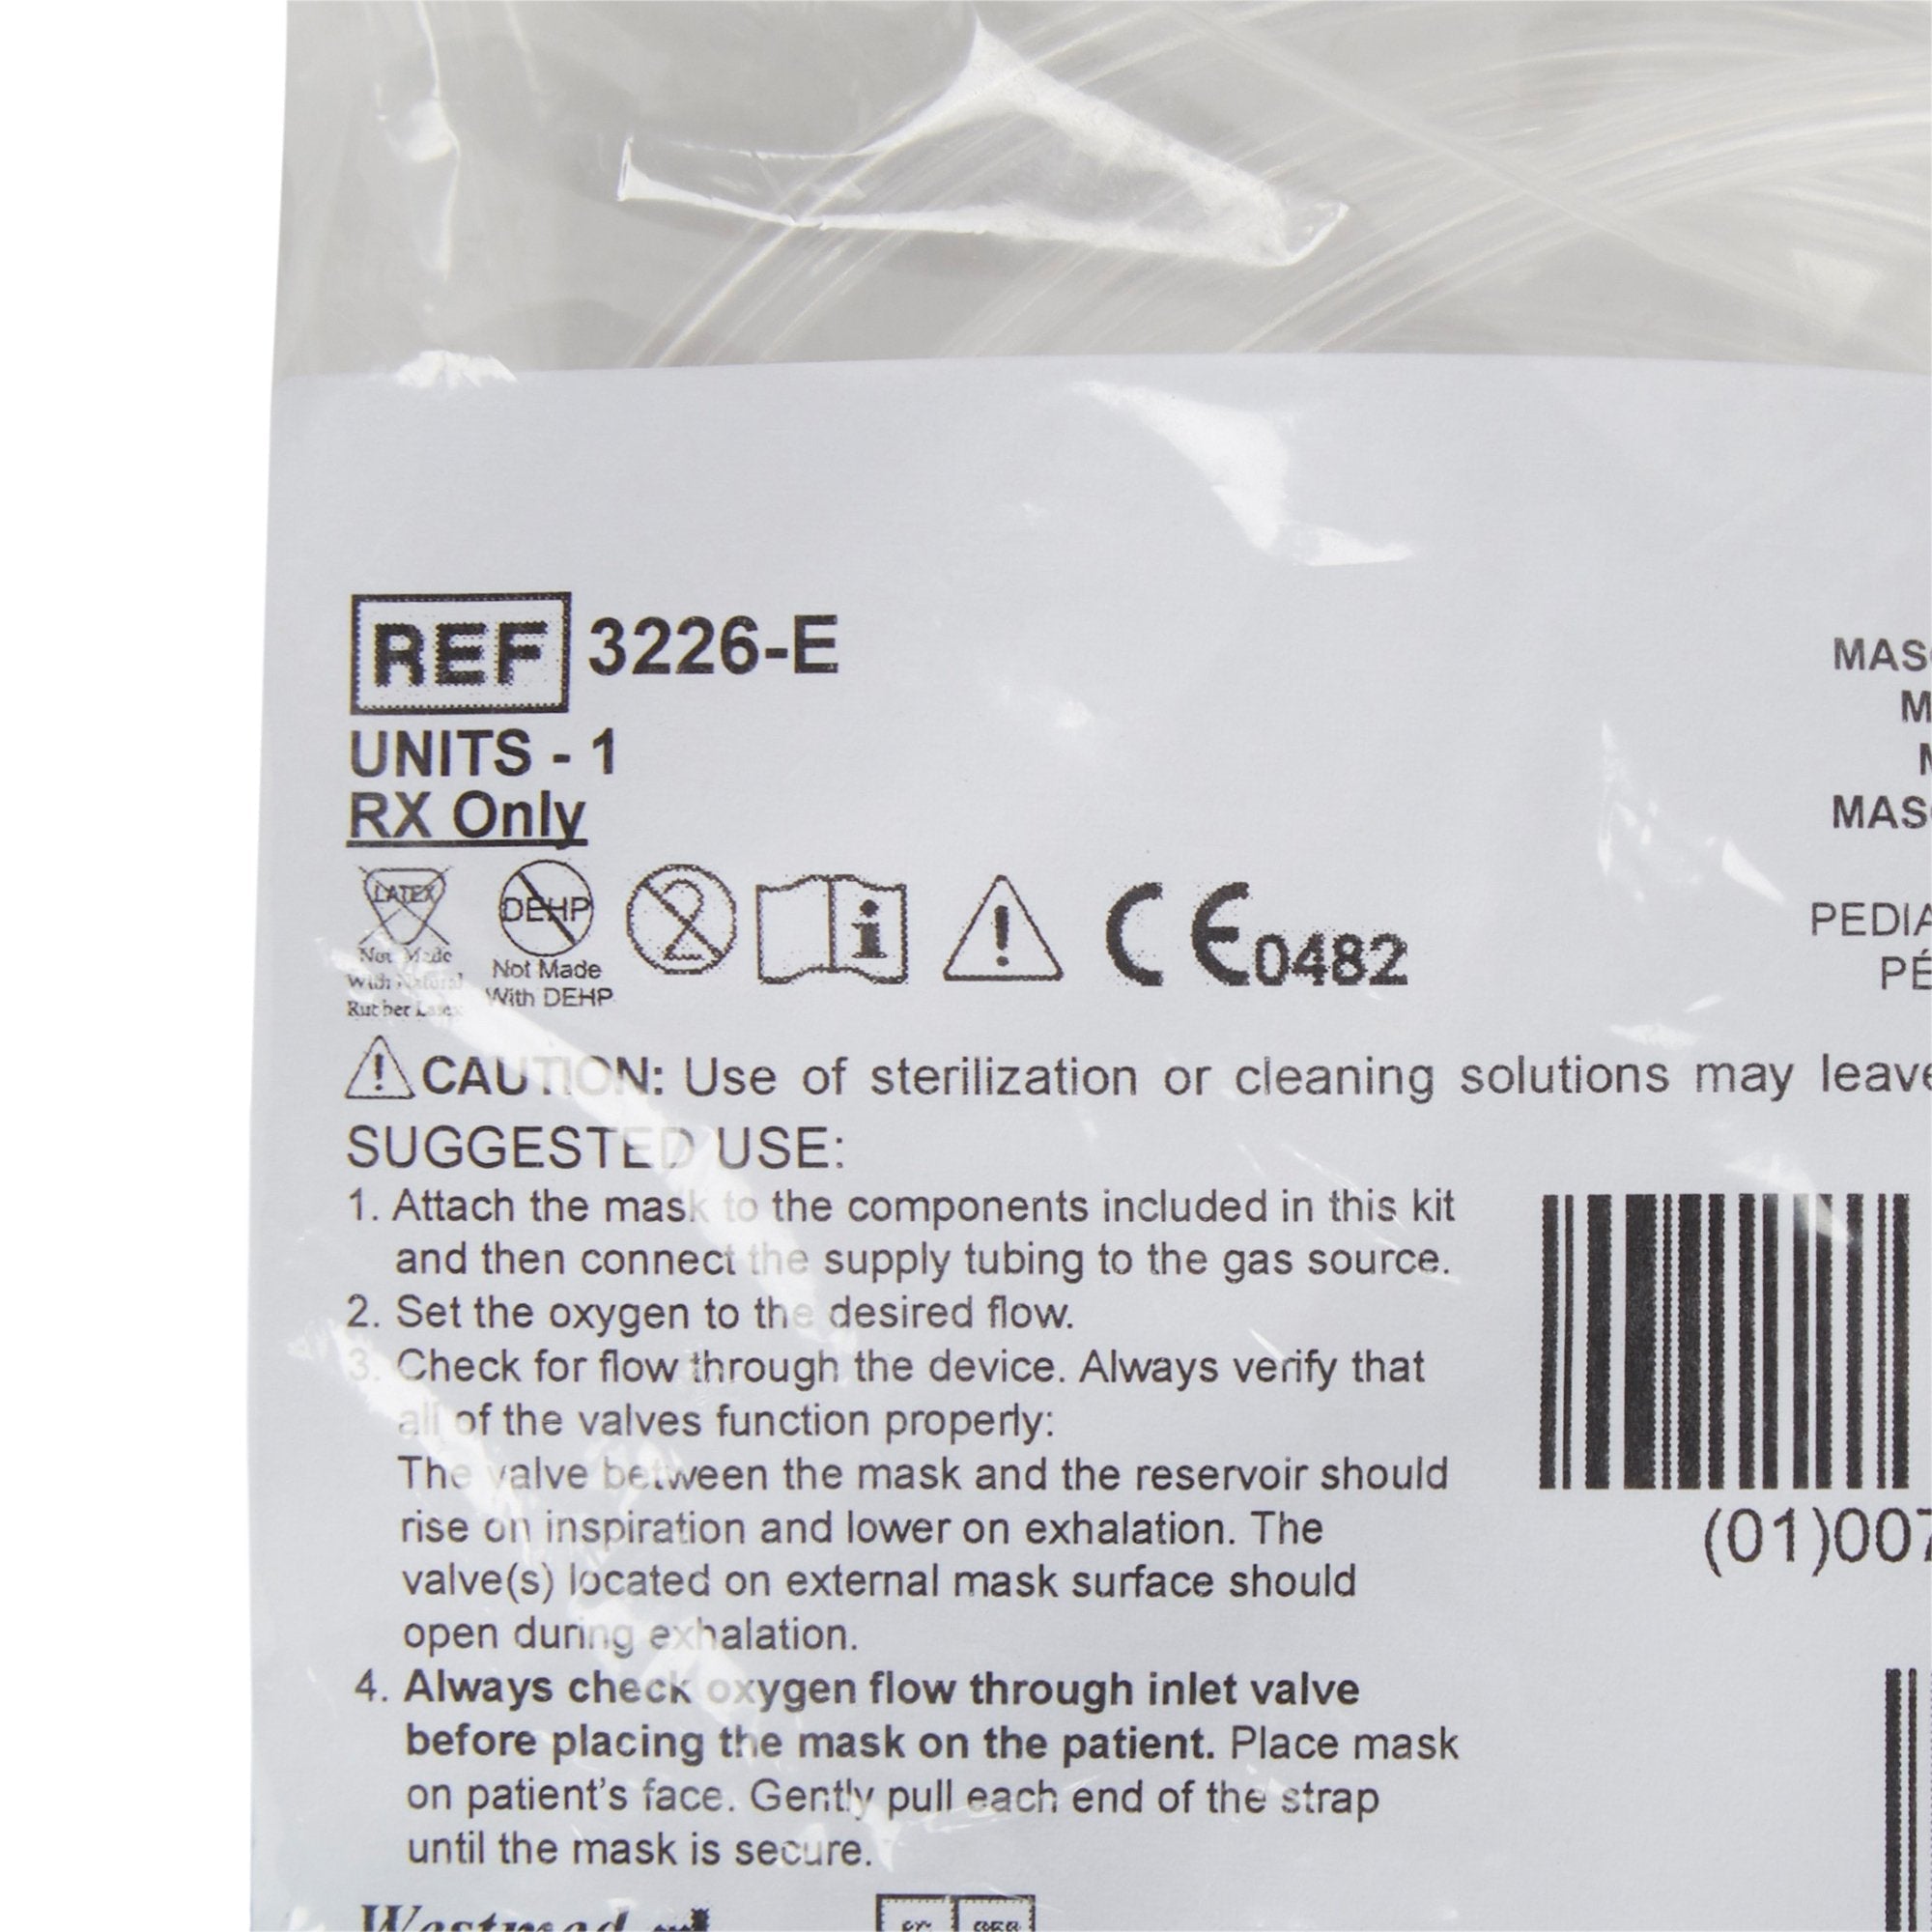 REF 3226-E
UNITS - 1
RX Only
LATEX
Not Made
With Natural
Rubber Latex
DEHP
Not Made
With DEHP
2
i
!
CE0482
MAS
M
MAS
PEDIA
PÉ
! CAUTION: Use of sterilization or cleaning solutions may leave
SUGGESTED USE:
1. Attach the mask to the components included in this kit
and then connect the supply tubing to the gas source.
2. Set the oxygen to the desired flow.
3. Check for flow through the device. Always verify that
all of the valves function properly:
The valve between the mask and the reservoir should
rise on inspiration and lower on exhalation. The
valve(s) located on external mask surface should
open during exhalation.
4. Always check oxygen flow through inlet valve
before placing the mask on the patient. Place mask
on patient's face. Gently pull each end of the strap
until the mask is secure.
(01)007
Westmed
EC REP